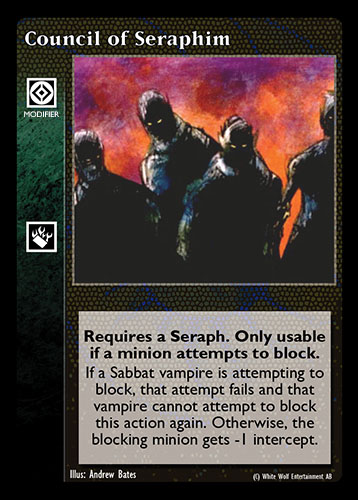 Council of Seraphim
MODIFIER
Requires a Seraph. Only usable
if a minion attempts to block.
If a Sabbat vampire is attempting to
block, that attempt fails and that
vampire cannot attempt to block
this action again. Otherwise, the
blocking minion gets -1 intercept.
Illus: Andrew Bates
(C) White Wolf Entertainment AB